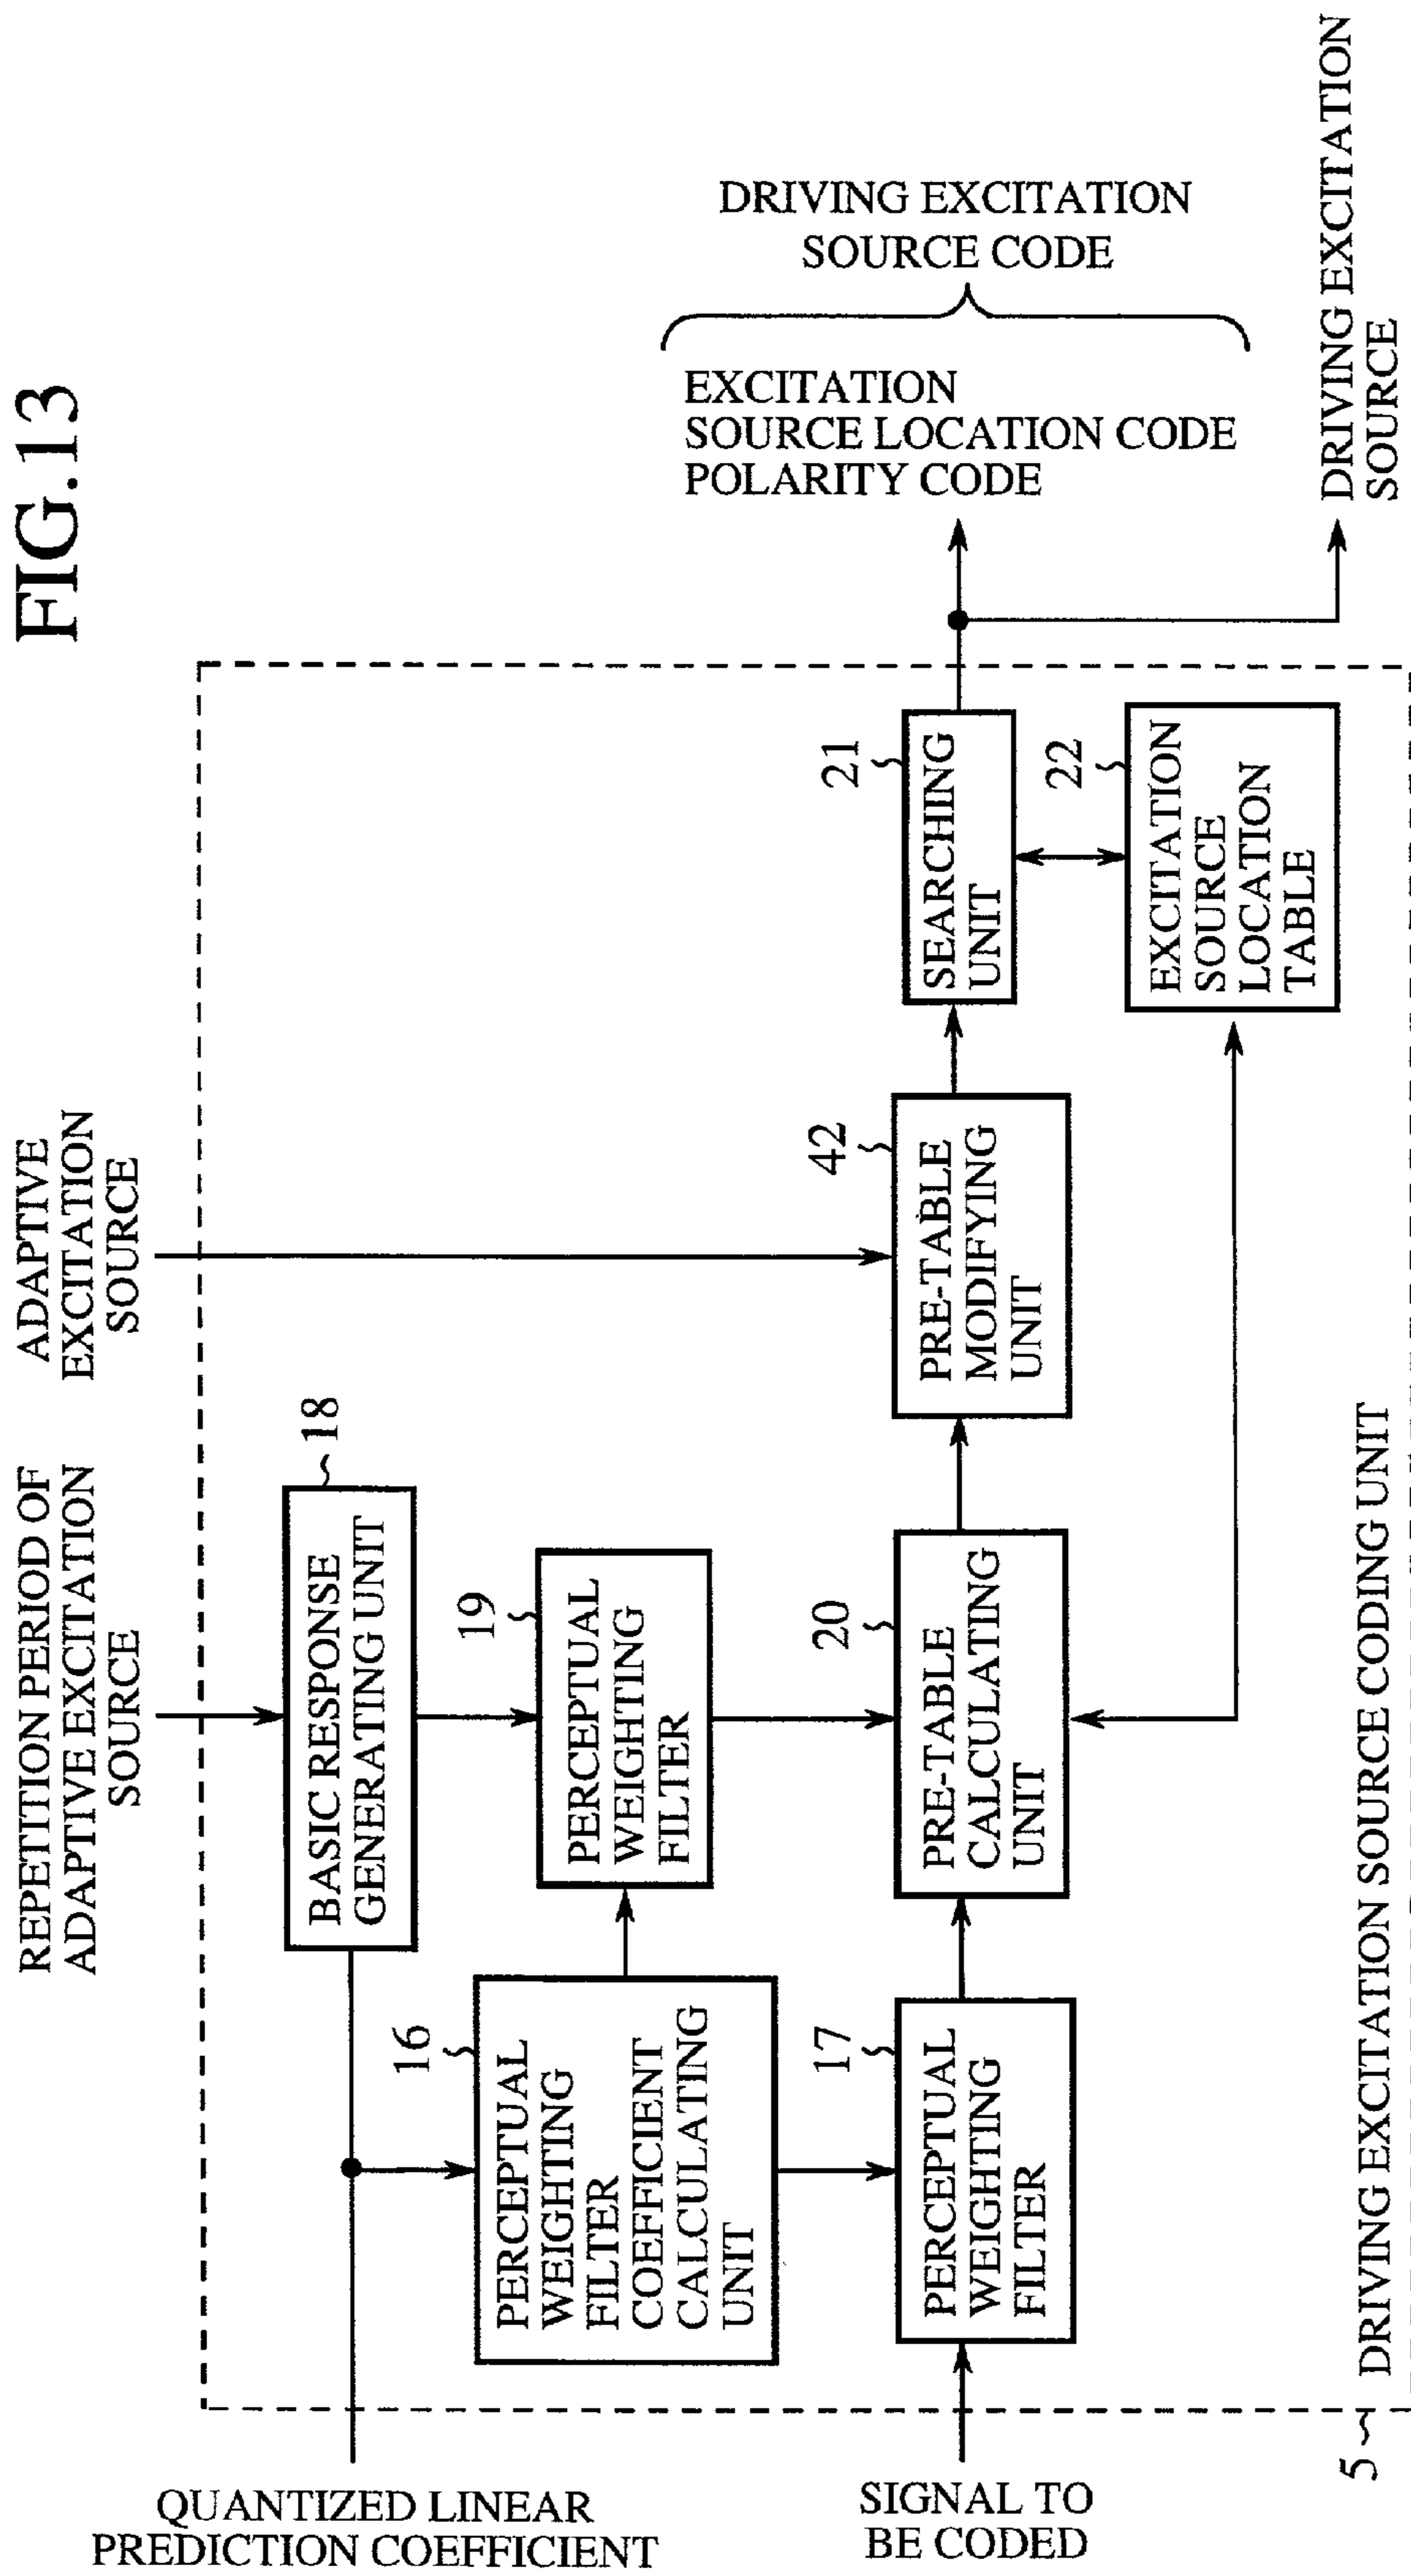 FIG.13
REPETITION PERIOD OF
ADAPTIVE EXCITATION
SOURCE
ADAPTIVE
EXCITATION
SOURCE
QUANTIZED LINEAR
PREDICTION COEFFICIENT
18
BASIC RESPONSE
GENERATING UNIT
16
PERCEPTUAL
WEIGHTING
FILTER
COEFFICIENT
CALCULATING
UNIT
19
PERCEPTUAL
WEIGHTING
FILTER
SIGNAL TO
BE CODED
17
PERCEPTUAL
WEIGHTING
FILTER
20
PRE-TABLE
CALCULATING
UNIT
42
PRE-TABLE
MODIFYING
UNIT
21
SEARCHING
UNIT
22
EXCITATION
SOURCE
LOCATION
TABLE
EXCITATION
SOURCE LOCATION CODE
POLARITY CODE
DRIVING EXCITATION
SOURCE CODE
DRIVING EXCITATION
SOURCE
5
DRIVING EXCITATION SOURCE CODING UNIT